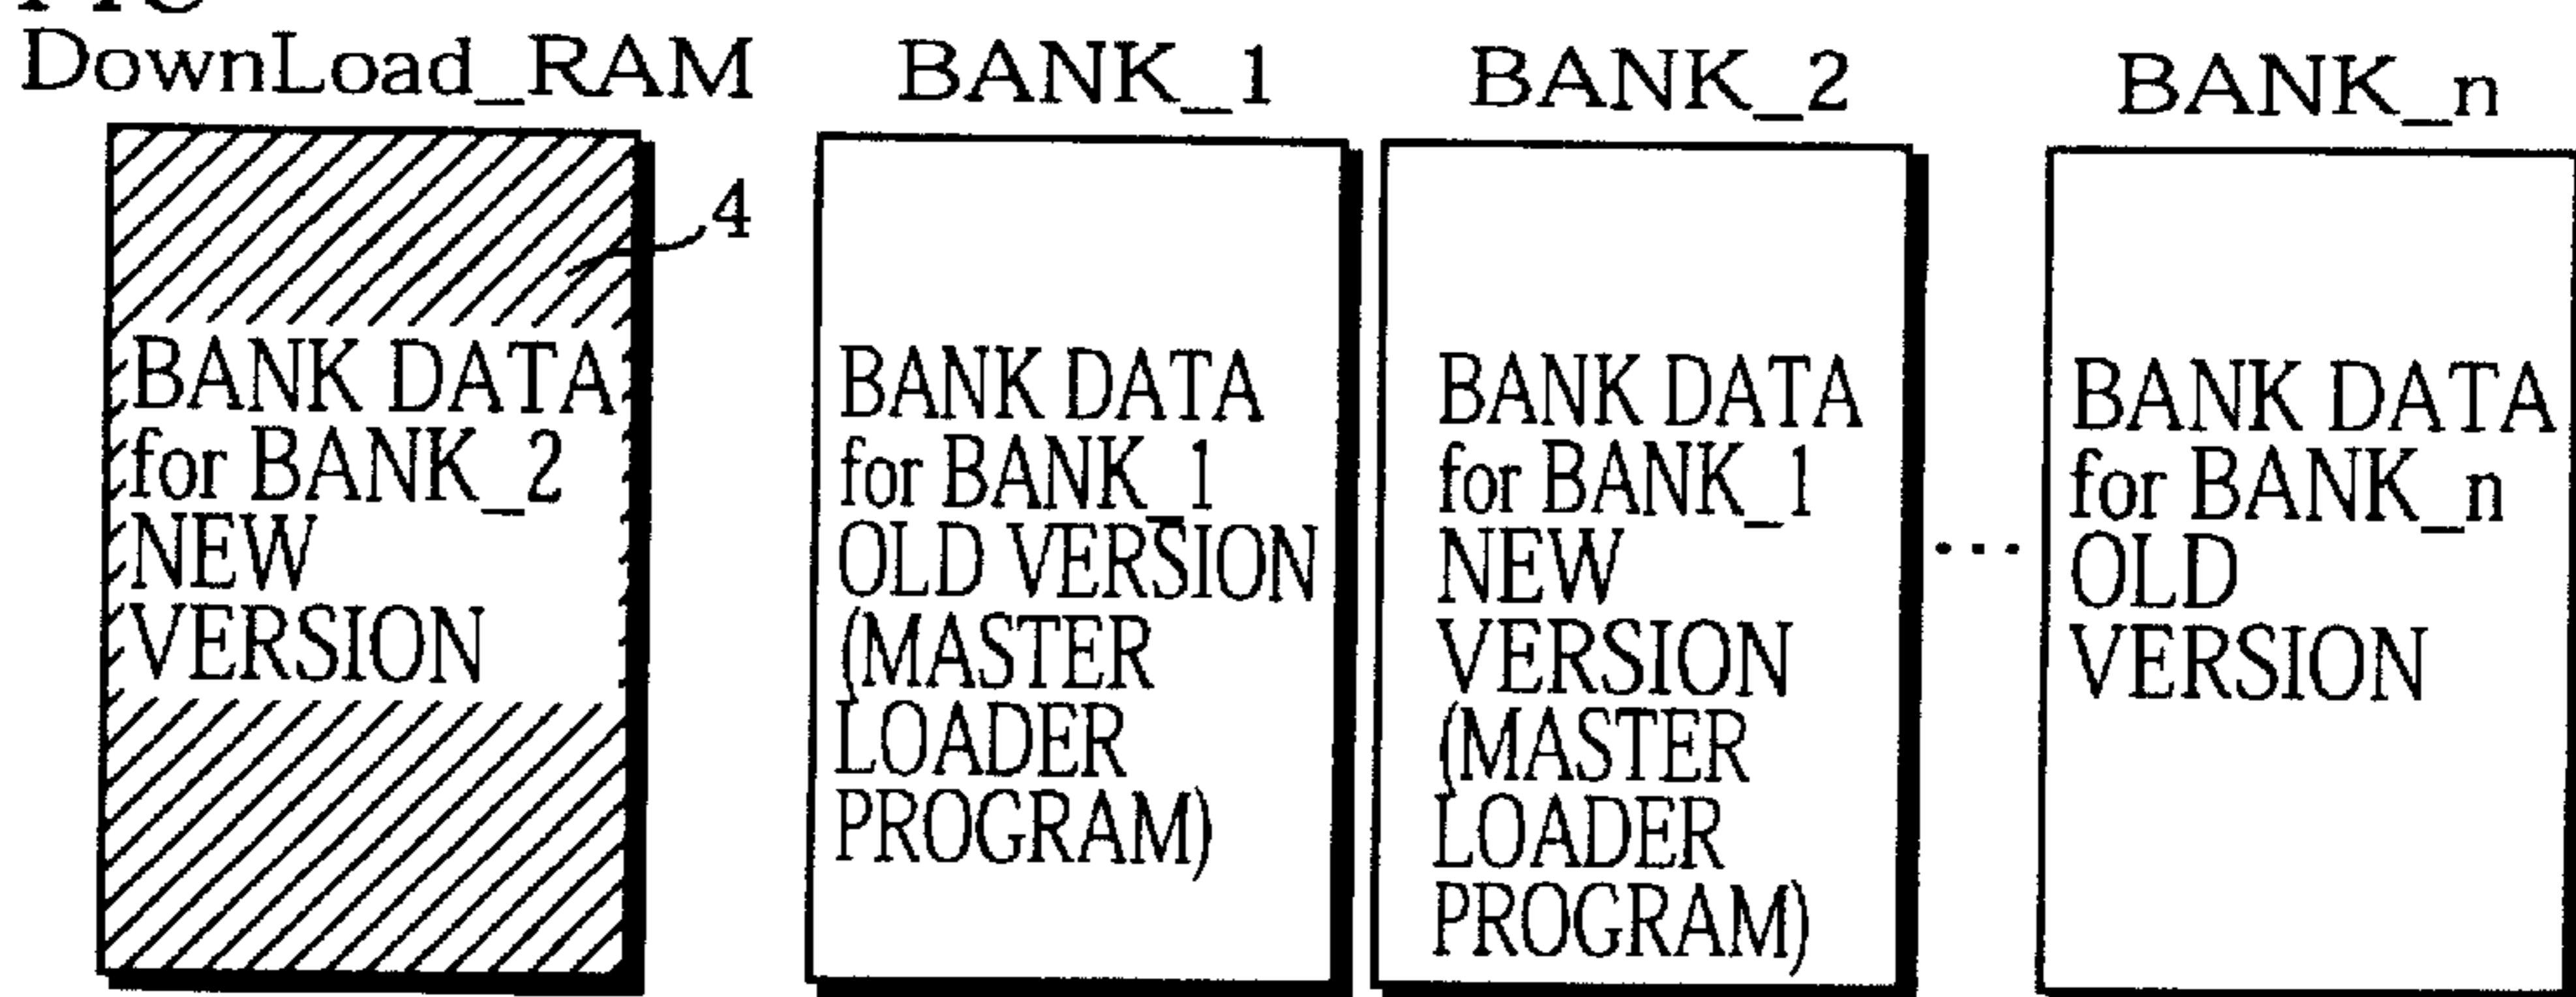 DownLoad_RAM
BANK_1
BANK_2
BANK_n
4
BANK DATA
for BANK_2
NEW
VERSION
BANK DATA
for BANK_1
OLD VERSION
(MASTER
LOADER
PROGRAM)
BANK DATA
for BANK_1
NEW
VERSION
(MASTER
LOADER
PROGRAM)
...
BANK DATA
for BANK_n
OLD
VERSION